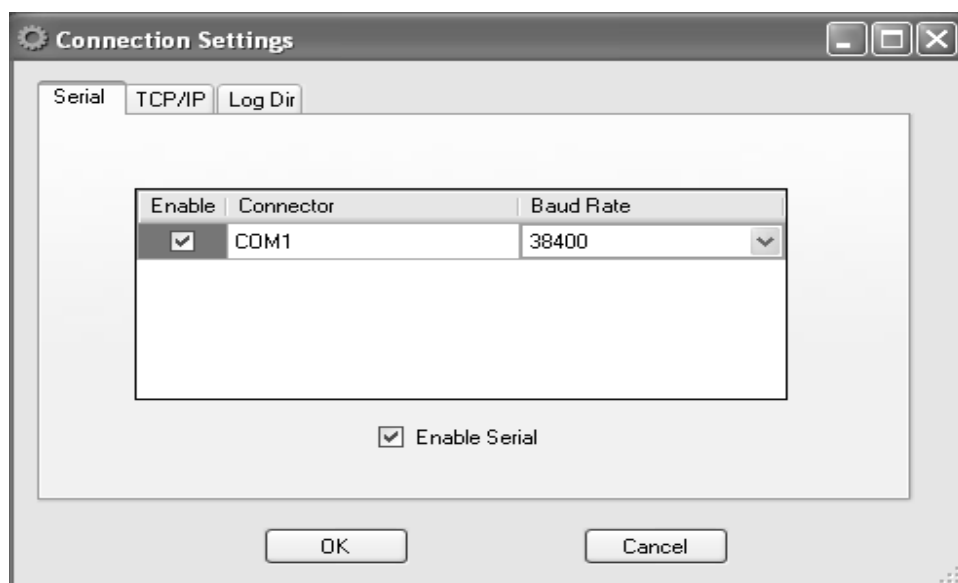 Connection Settings
Serial TCP/IP Log Dir
Enable Connector Baud Rate
COM1 38400
Enable Serial
OK Cancel